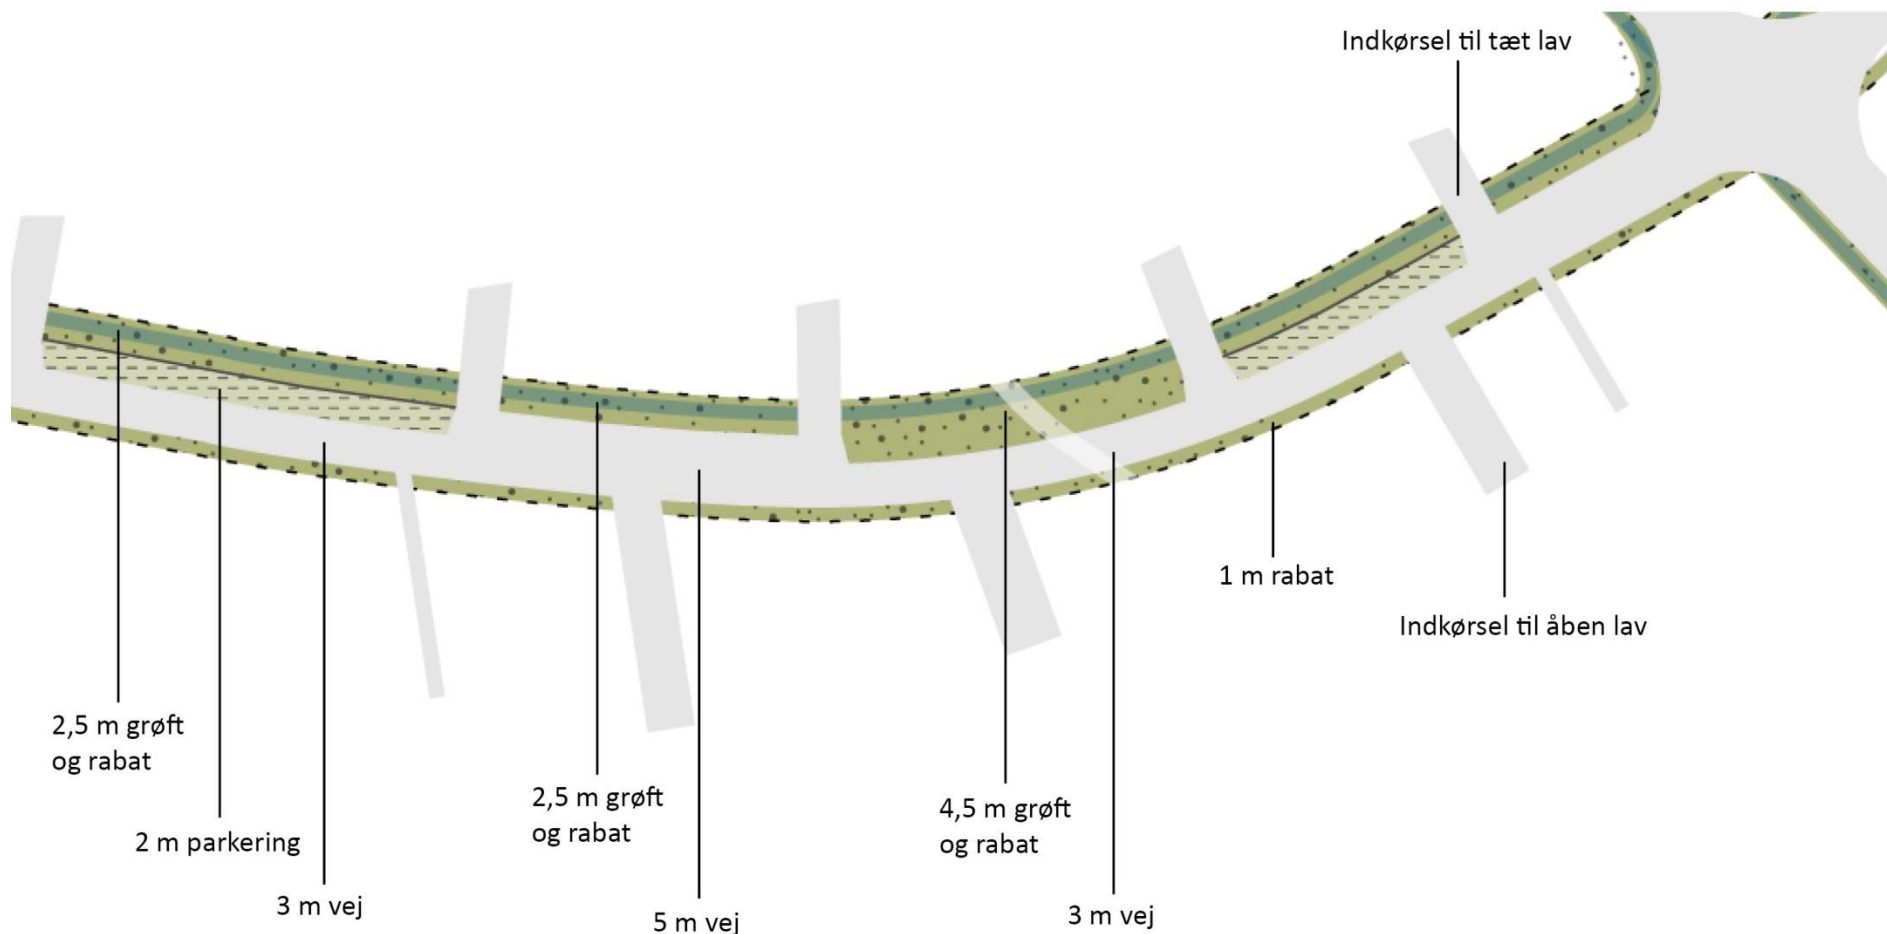 Indkørsel til tæt lav
1 m rabat
Indkørsel til åben lav
2,5 m grøft
og rabat
2 m parkering
3 m vej
2,5 m grøft
og rabat
5 m vej
4,5 m grøft
og rabat
3 m vej